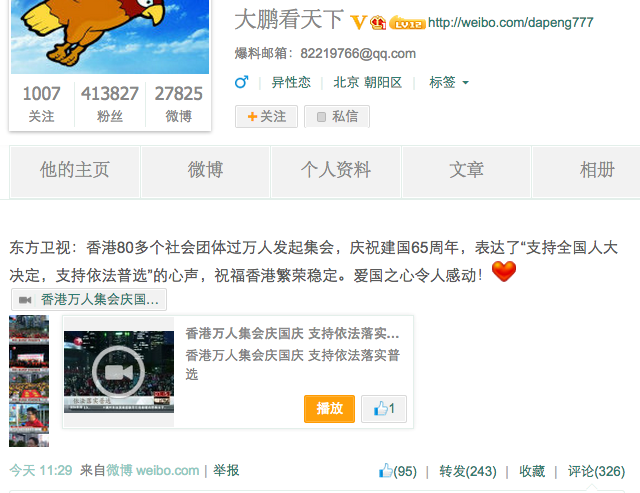 大鹏看天下 V LV12 http://weibo.com/dapeng777
爆料邮箱：82219766@qq.com
♂ | 异性恋 | 北京 朝阳区 | 标签
1007 413827 27825
关注 粉丝 微博
+关注 私信
他的主页 微博 个人资料 文章 相册
东方卫视：香港80多个社会团体过万人发起集会，庆祝建国65周年，表达了“支持全国人大
决定，支持依法普选”的心声，祝福香港繁荣稳定。爱国之心令人感动！
香港万人集会庆国...
香港万人集会庆国庆 支持依法落实...
香港万人集会庆国庆 支持依法落实普
选
依法落实普选
播放 1
今天 11:29 来自微博 weibo.com | 举报
(95) | 转发(243) | 收藏 | 评论(326)